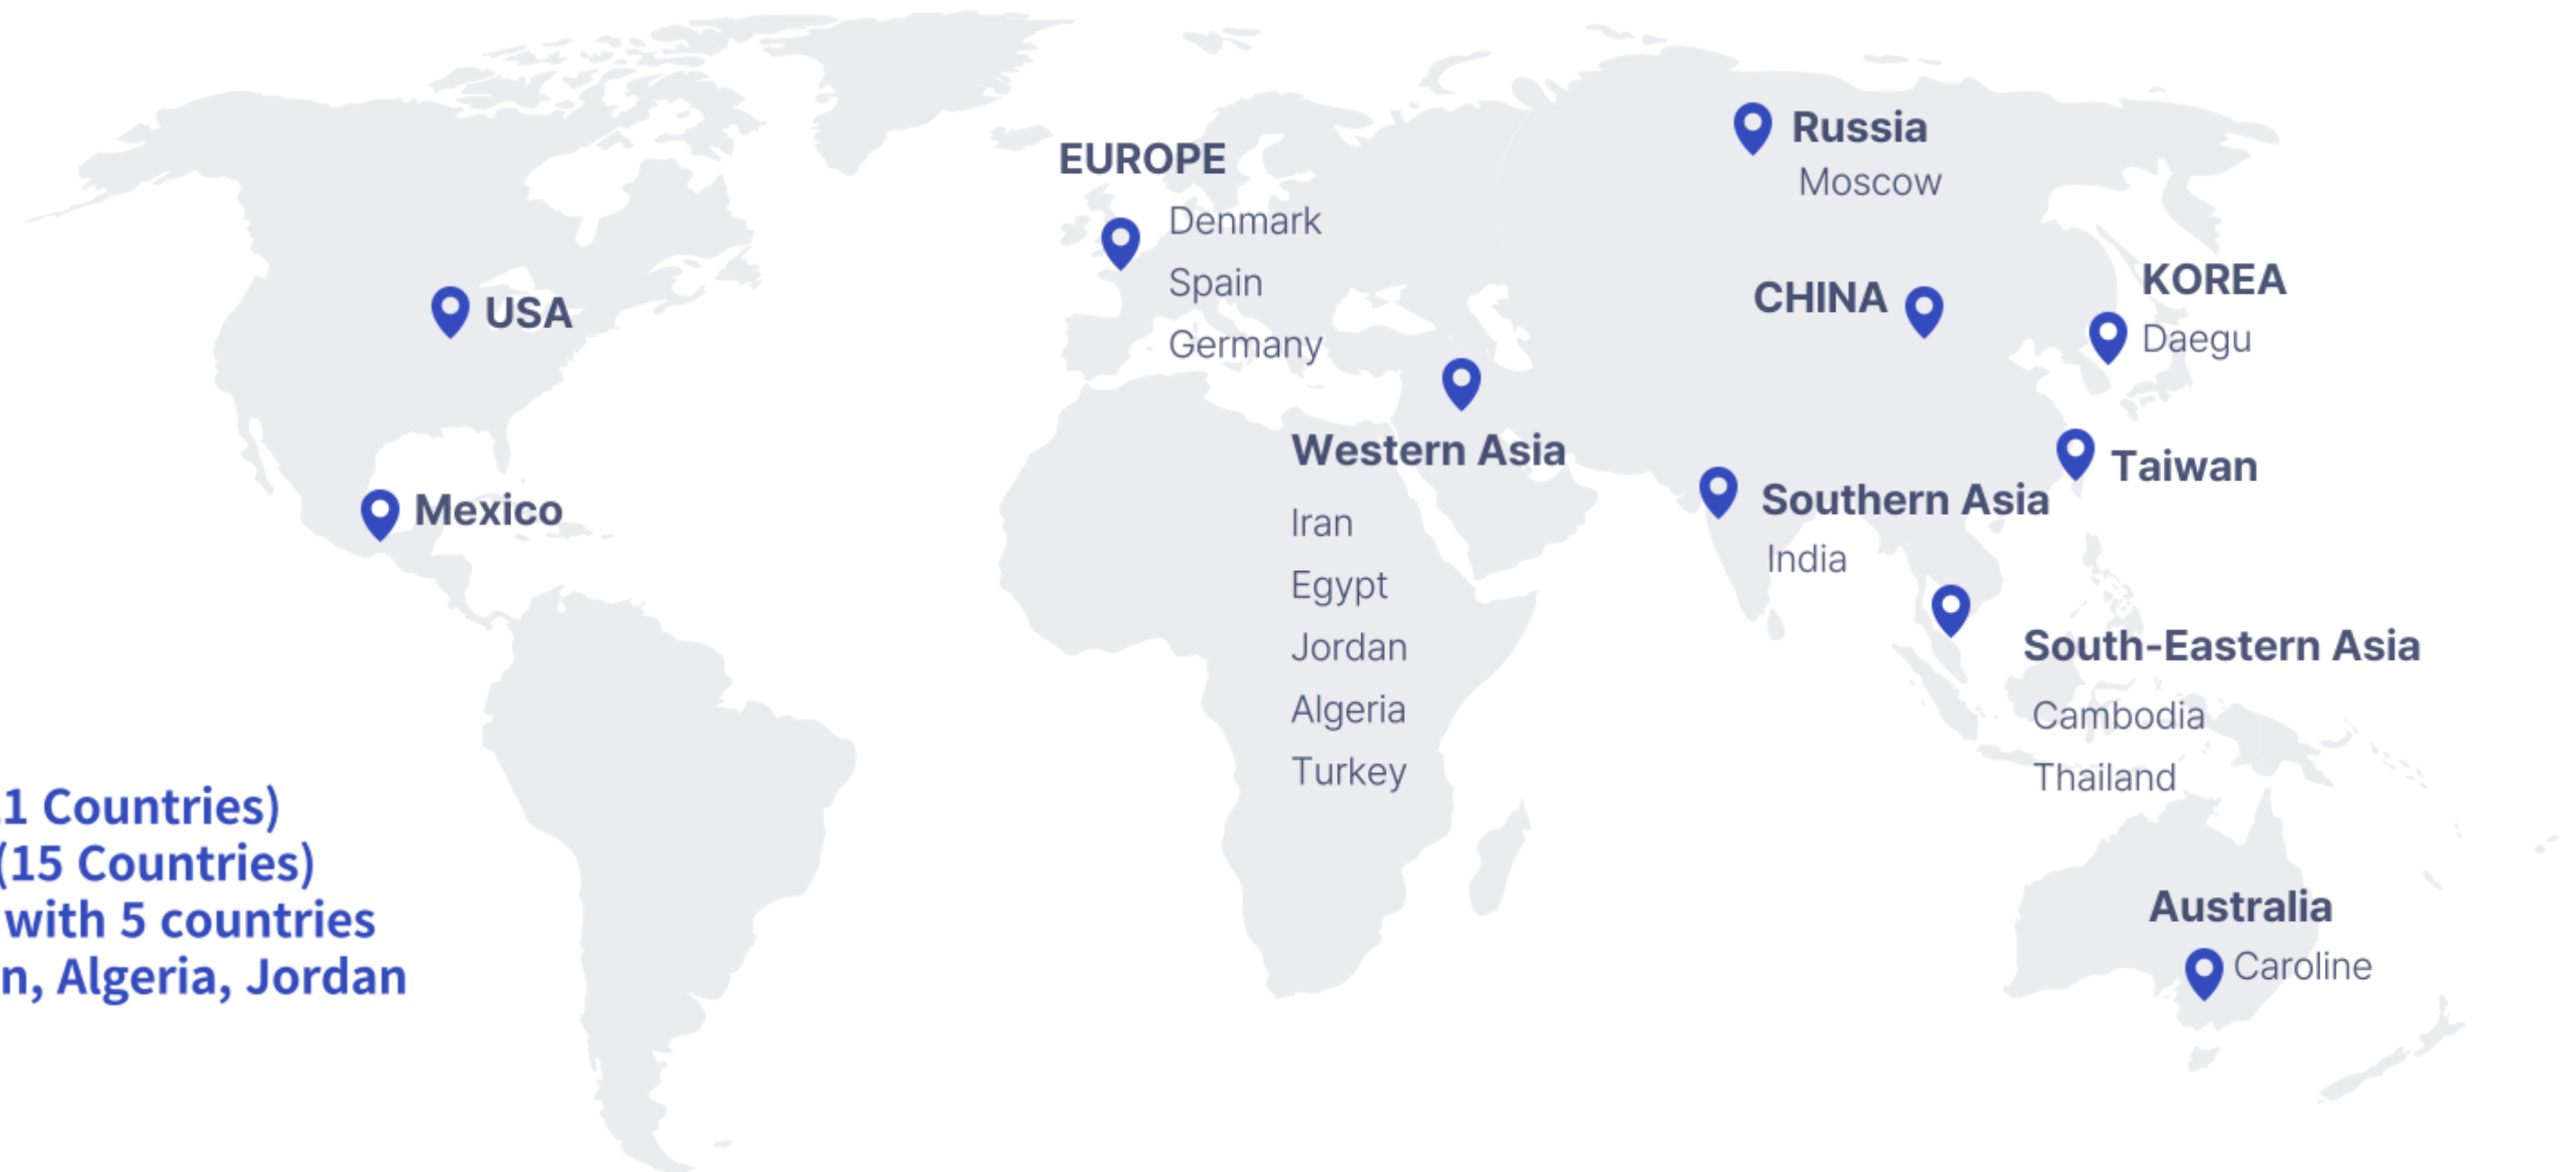 USA
Mexico
EUROPE
Denmark
Spain
Germany
Western Asia
Iran
Egypt
Jordan
Algeria
Turkey
Russia
Moscow
CHINA
KOREA
Daegu
Taiwan
Southern Asia
India
South-Eastern Asia
Cambodia
Thailand
Australia
Caroline
1 Countries)
(15 Countries)
with 5 countries
n, Algeria, Jordan